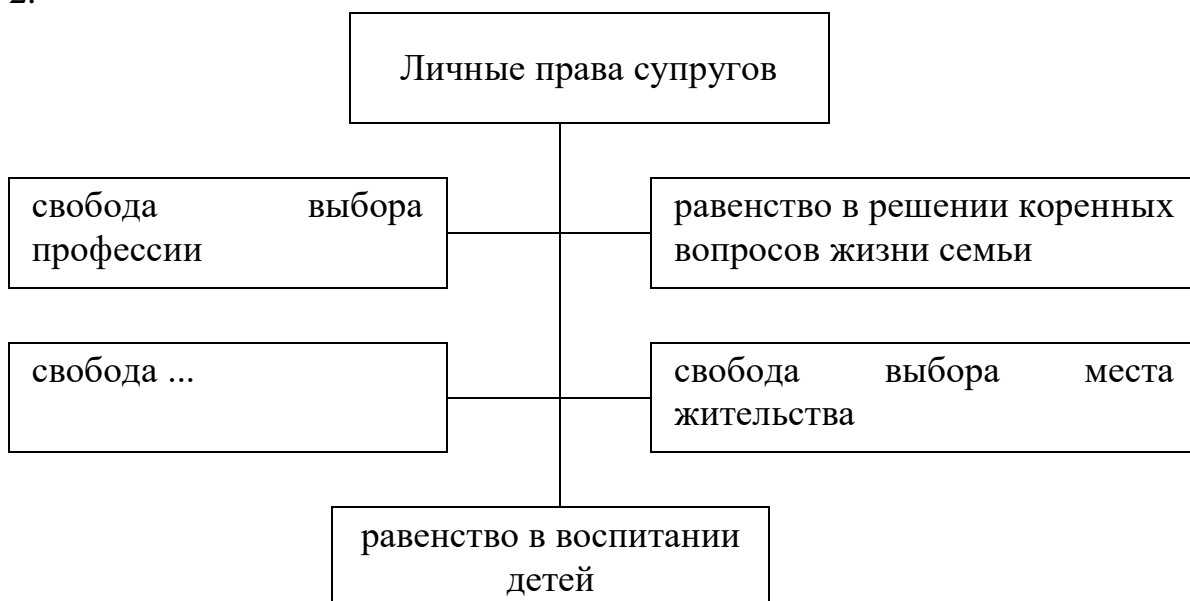 2.
Личные права супругов
свобода выбора
профессии
равенство в решении коренных
вопросов жизни семьи
свобода ...
свобода выбора места
жительства
равенство в воспитании
детей